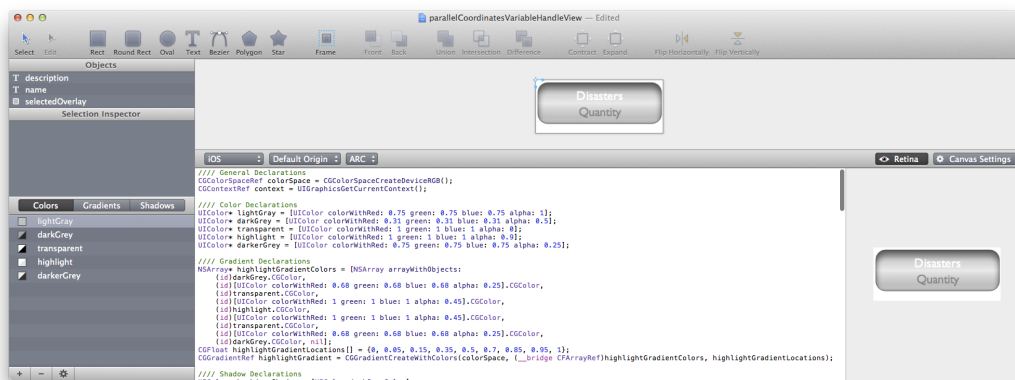 parallelCoordinatesVariableHandleView — Edited
Select Edit Rect Round Rect Oval Text Bezier Polygon Star Frame Front Back Union Intersection Difference Contract Expand Flip Horizontally Flip Vertically
Objects
T description
T name
selectedOverlay
Selection Inspector
Disasters
Quantity
iOS Default Origin ARC Retina Canvas Settings
Colors Gradients Shadows
lightGray
darkGrey
transparent
highlight
darkerGrey
//// General Declarations
CGColorSpaceRef colorSpace = CGColorSpaceCreateDeviceRGB();
CGContextRef context = UIGraphicsGetCurrentContext();
//// Color Declarations
UIColor* lightGray = [UIColor colorWithRed: 0.75 green: 0.75 blue: 0.75 alpha: 1];
UIColor* darkGrey = [UIColor colorWithRed: 0.31 green: 0.31 blue: 0.31 alpha: 0.5];
UIColor* transparent = [UIColor colorWithRed: 1 green: 1 blue: 1 alpha: 0];
UIColor* highlight = [UIColor colorWithRed: 1 green: 1 blue: 1 alpha: 0.9];
UIColor* darkerGrey = [UIColor colorWithRed: 0.75 green: 0.75 blue: 0.75 alpha: 0.25];
//// Gradient Declarations
NSArray* highlightGradientColors = [NSArray arrayWithObjects:
(id)darkGrey.CGColor,
(id)[UIColor colorWithRed: 0.68 green: 0.68 blue: 0.68 alpha: 0.25].CGColor,
(id)transparent.CGColor,
(id)[UIColor colorWithRed: 1 green: 1 blue: 1 alpha: 0.45].CGColor,
(id)highlight.CGColor,
(id)[UIColor colorWithRed: 1 green: 1 blue: 1 alpha: 0.45].CGColor,
(id)transparent.CGColor,
(id)[UIColor colorWithRed: 0.68 green: 0.68 blue: 0.68 alpha: 0.25].CGColor,
(id)darkGrey.CGColor, nil];
CGFloat highlightGradientLocations[] = {0, 0.05, 0.15, 0.35, 0.5, 0.7, 0.85, 0.95, 1};
CGGradientRef highlightGradient = CGGradientCreateWithColors(colorSpace, (__bridge CFArrayRef)highlightGradientColors, highlightGradientLocations);
//// Shadow Declarations
Disasters
Quantity